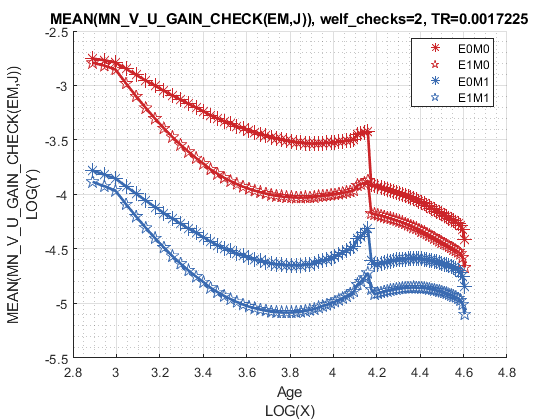 MEAN(MN_V_U_GAIN_CHECK(EM,J)), welf_checks=2, TR=0.0017225
E0M0
E1M0
E0M1
E1M1
MEAN(MN_V_U_GAIN_CHECK(EM,J))
LOG(Y)
-2.5
-3
-3.5
-4
-4.5
-5
-5.5
2.8
3
3.2
3.4
3.6
3.8
4
4.2
4.4
4.6
4.8
Age
LOG(X)